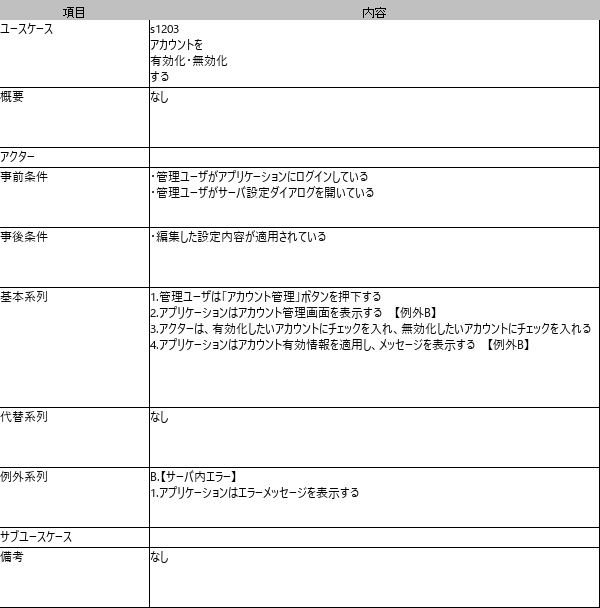 項目 内容
ユースケース s1203
アカウントを
有効化・無効化
する
概要 なし
アクター
事前条件 ・管理ユーザがアプリケーションにログインしている
・管理ユーザがサーバ設定ダイアログを開いている
事後条件 ・編集した設定内容が適用されている
基本系列 1.管理ユーザは「アカウント管理」ボタンを押下する
2.アプリケーションはアカウント管理画面を表示する 【例外B】
3.アクターは、有効化したいアカウントにチェックを入れ、無効化したいアカウントにチェックを入れる
4.アプリケーションはアカウント有効情報を適用し、メッセージを表示する 【例外B】
代替系列 なし
例外系列 B.【サーバ内エラー】
1.アプリケーションはエラーメッセージを表示する
サブユースケース
備考 なし